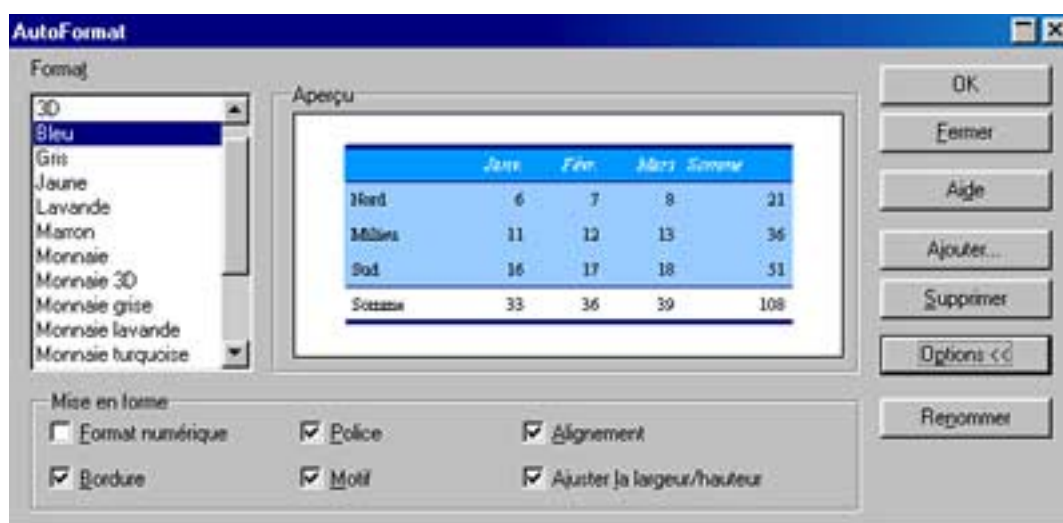 AutoFormat
Format
3D
Bleu
Gris
Jaune
Lavande
Marron
Monnaie
Monnaie 3D
Monnaie grise
Monnaie lavande
Monnaie turquoise
Aperçu
Janv. Févr. Mars Somme
Nord 6 7 8 21
Milieu 11 12 13 36
Sud 16 17 18 51
Somme 33 36 39 108
OK
Fermer
Aide
Ajouter...
Supprimer
Options <<
Renommer
Mise en forme
Format numérique
Police
Alignement
Bordure
Motif
Ajuster la largeur/hauteur